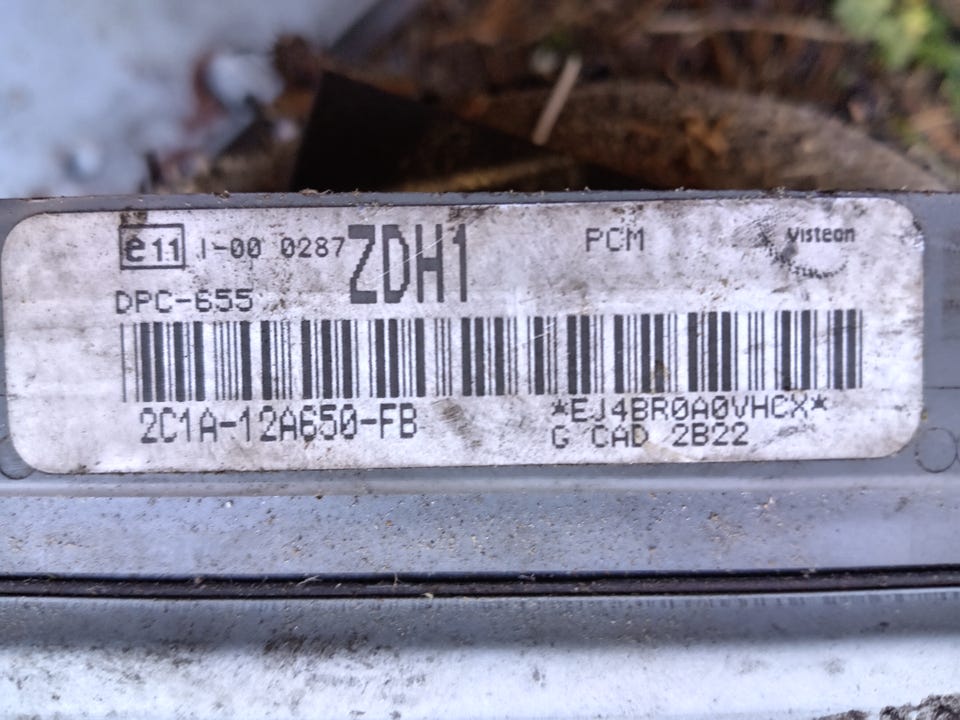 e11 I-00 0287 ZDH1 PCM Visteon
DPC-655
2C1A-12A650-FB *EJ4BR0A0VHCX*
G CAD 2B22